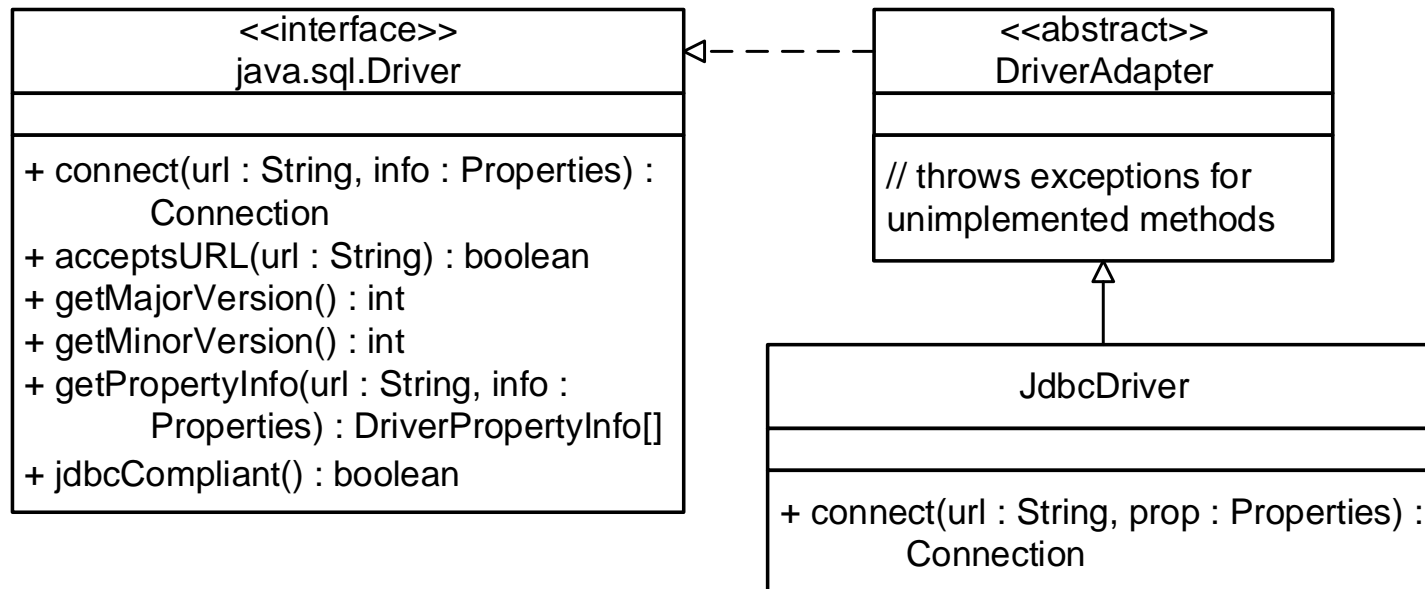 <<interface>>
java.sql.Driver
+ connect(url : String, info : Properties) :
Connection
+ acceptsURL(url : String) : boolean
+ getMajorVersion() : int
+ getMinorVersion() : int
+ getPropertyInfo(url : String, info :
Properties) : DriverPropertyInfo[]
+ jdbcCompliant() : boolean
<<abstract>>
DriverAdapter
// throws exceptions for
unimplemented methods
JdbcDriver
+ connect(url : String, prop : Properties) :
Connection